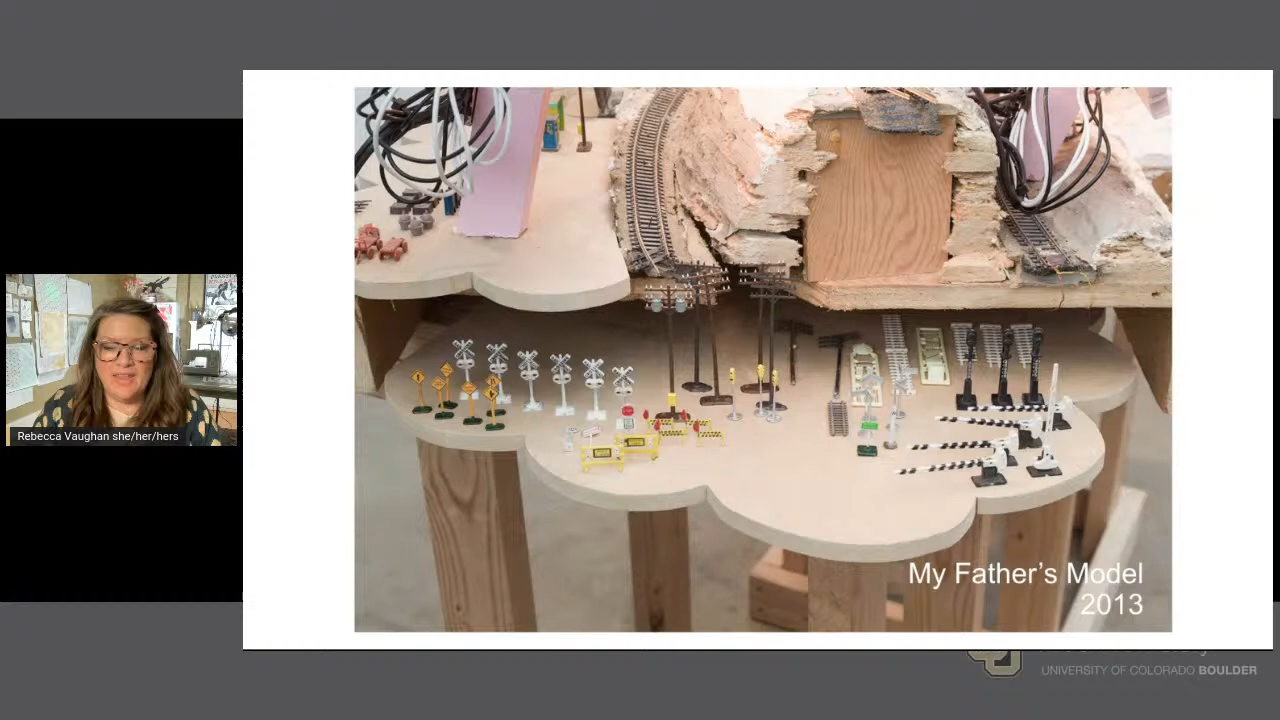 Rebecca Vaughan she/her/hers
My Father's Model
2013
UNIVERSITY OF COLORADO BOULDER